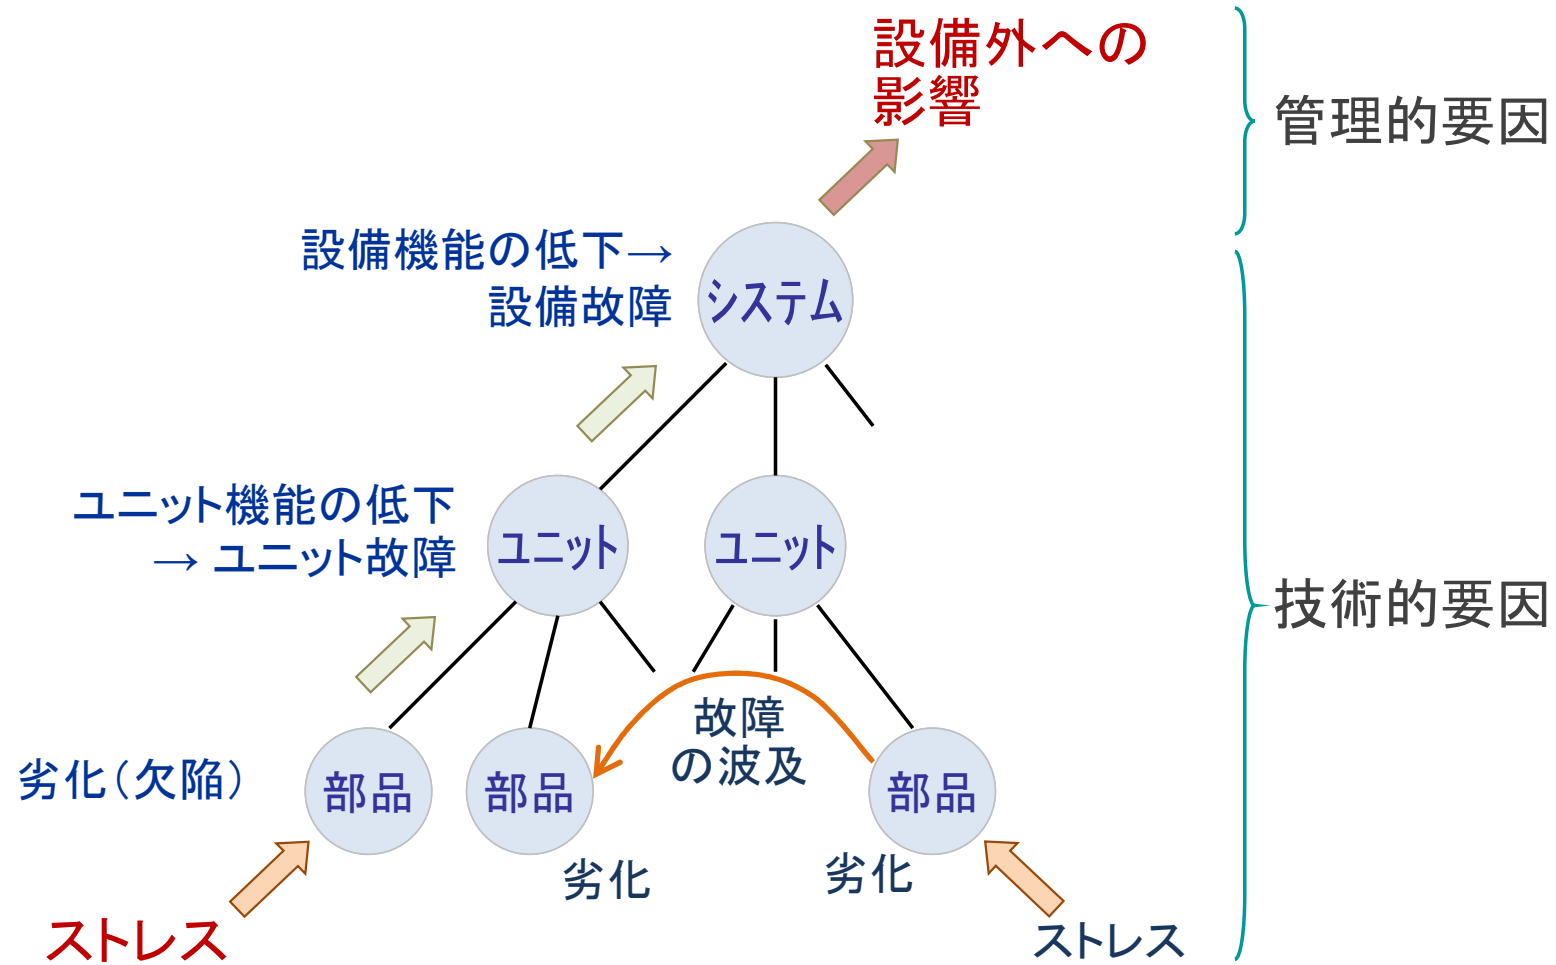 設備外への
影響
管理的要因
設備機能の低下→
設備故障
システム
ユニット機能の低下
→ ユニット故障
ユニット
ユニット
技術的要因
故障
の波及
劣化（欠陥）
部品
部品
部品
劣化
劣化
ストレス
ストレス